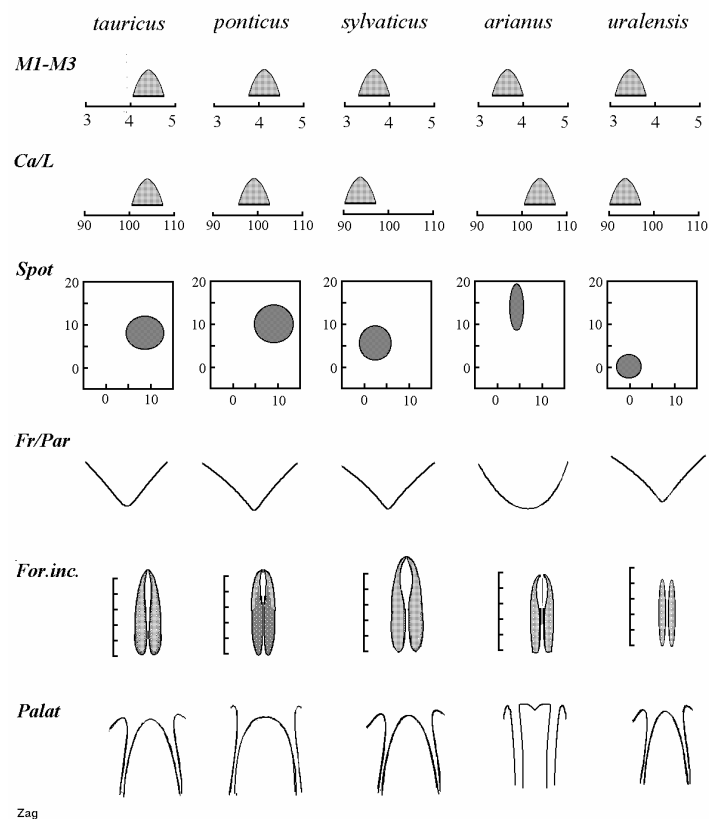 tauricus ponticus sylvaticus arianus uralensis
M1-M3
3 4 5 3 4 5 3 4 5 3 4 5 3 4 5
Ca/L
90 100 110 90 100 110 90 100 110 90 100 110 90 100 110
Spot
20 20 20 20 20
10 10 10 10 10
0 0 0 0 0
0 10 0 10 0 10 0 10 0 10
Fr/Par
For.inc.
Palat
Zag